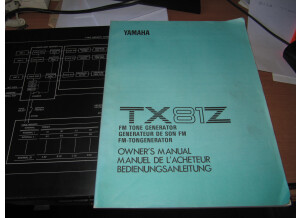 YAMAHA
TX81Z
FM TONE GENERATOR
GENERATEUR DE SON FM
FM-TONGENERATOR
OWNER'S MANUAL
MANUEL DE L'ACHETEUR
BEDIENUNGSANLEITUNG